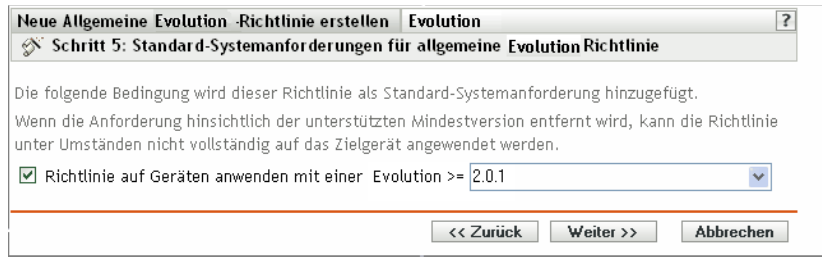 Neue Allgemeine Evolution -Richtlinie erstellen Evolution ?
Schritt 5: Standard-Systemanforderungen für allgemeine Evolution Richtlinie
Die folgende Bedingung wird dieser Richtlinie als Standard-Systemanforderung hinzugefügt.
Wenn die Anforderung hinsichtlich der unterstützten Mindestversion entfernt wird, kann die Richtlinie
unter Umständen nicht vollständig auf das Zielgerät angewendet werden.
Richtlinie auf Geräten anwenden mit einer Evolution >= 2.0.1
<< Zurück Weiter >> Abbrechen